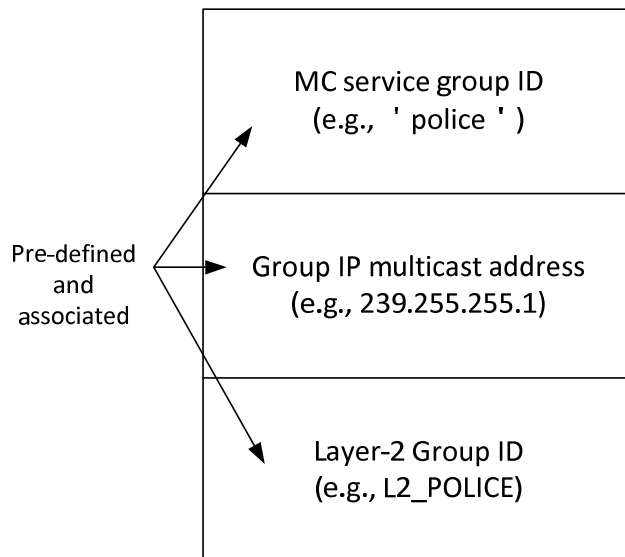 MC service group ID
(e.g., ' police ' )
Pre-defined
and
associated
Group IP multicast address
(e.g., 239.255.255.1)
Layer-2 Group ID
(e.g., L2_POLICE)